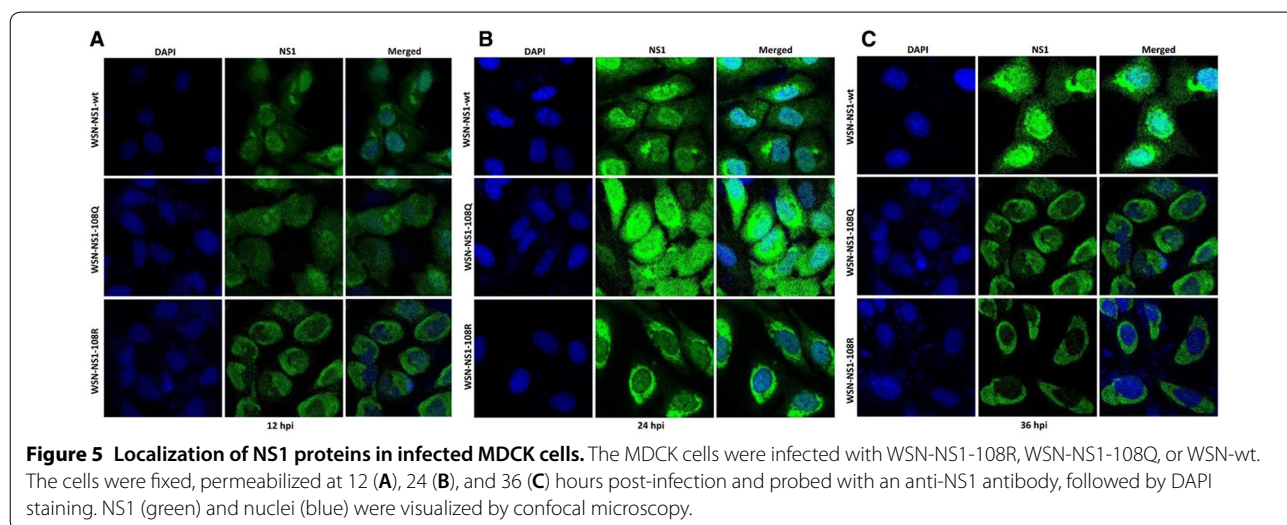 A
B
C
DAPI NS1 Merged
DAPI NS1 Merged
DAPI NS1 Merged
WSN-NS1-wt
WSN-NS1-wt
WSN-NS1-wt
WSN-NS1-108Q
WSN-NS1-108Q
WSN-NS1-108Q
WSN-NS1-108R
WSN-NS1-108R
WSN-NS1-108R
12 hpi
24 hpi
36 hpi
Figure 5 Localization of NS1 proteins in infected MDCK cells. The MDCK cells were infected with WSN-NS1-108R, WSN-NS1-108Q, or WSN-wt.
The cells were fixed, permeabilized at 12 (A), 24 (B), and 36 (C) hours post-infection and probed with an anti-NS1 antibody, followed by DAPI
staining. NS1 (green) and nuclei (blue) were visualized by confocal microscopy.